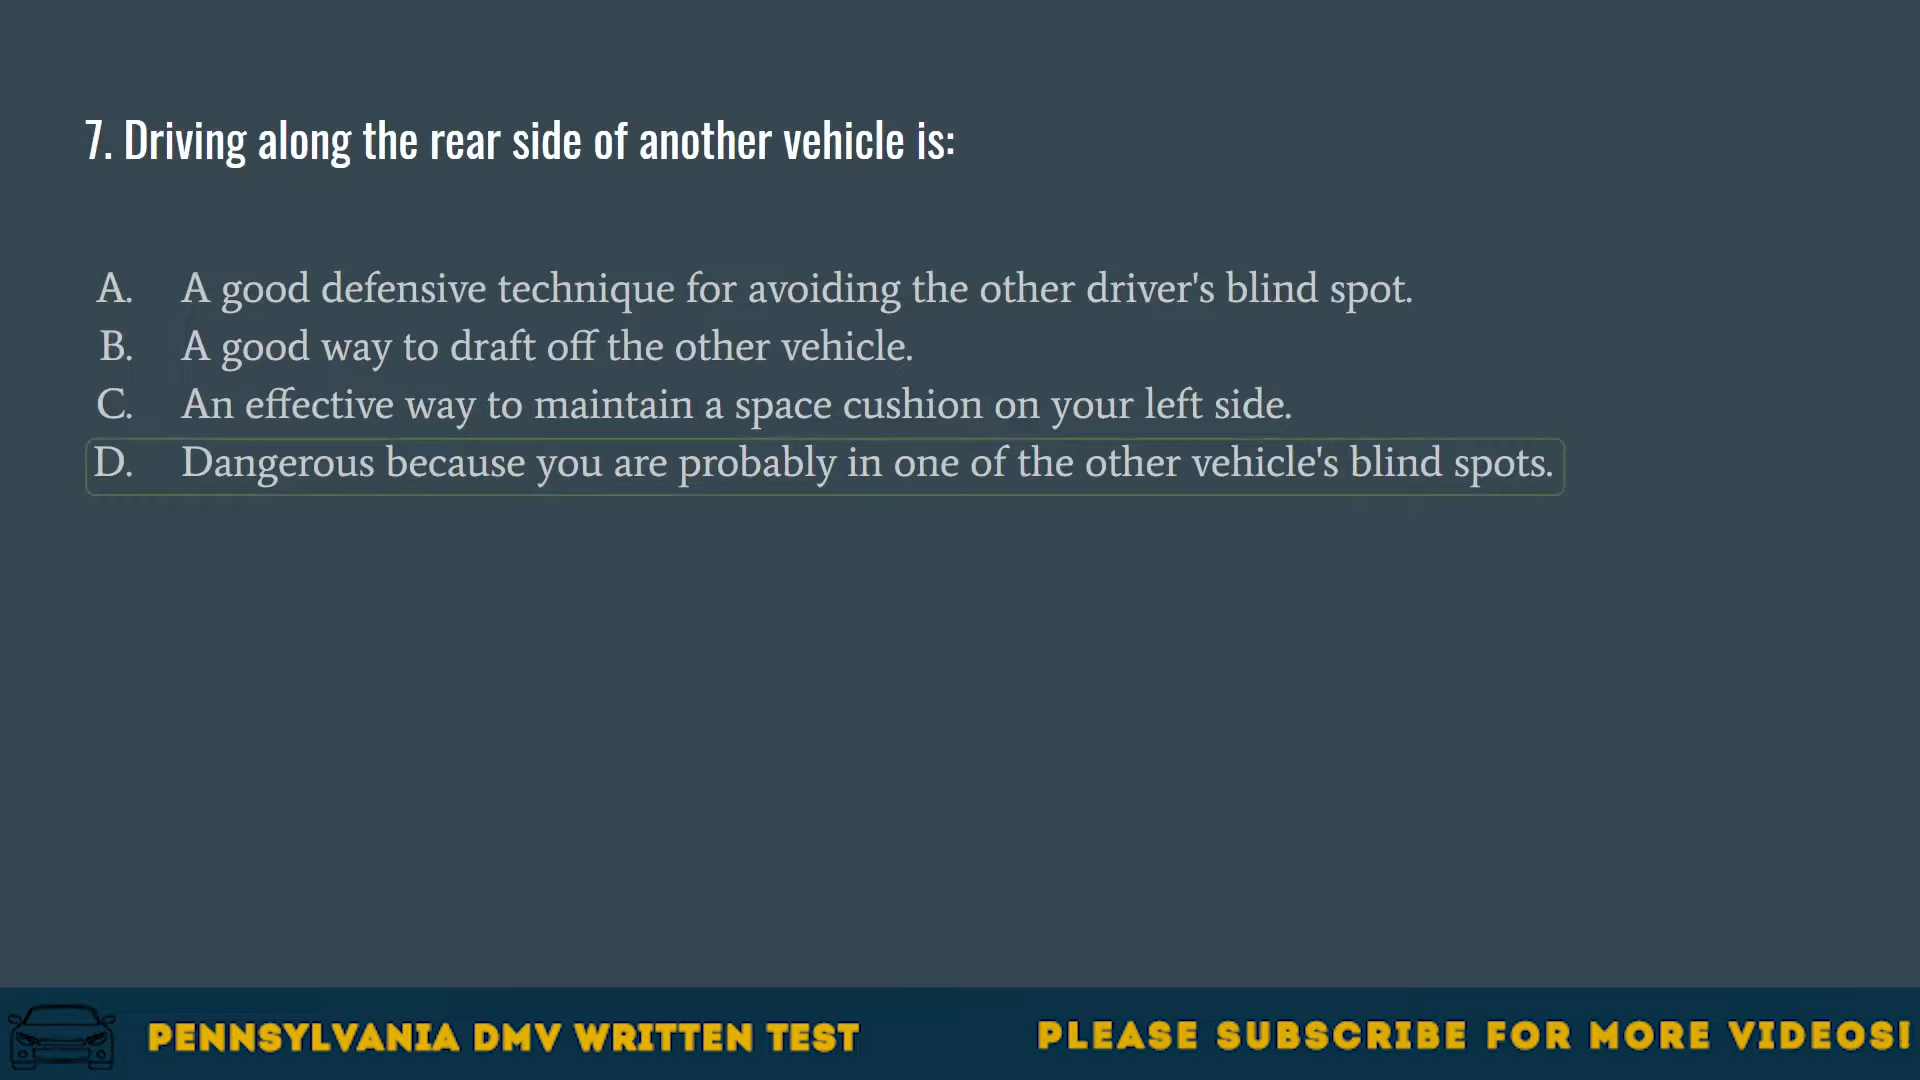 7. Driving along the rear side of another vehicle is:
A. A good defensive technique for avoiding the other driver's blind spot.
B. A good way to draft off the other vehicle.
C. An effective way to maintain a space cushion on your left side.
D. Dangerous because you are probably in one of the other vehicle's blind spots.
PENNSYLVANIA DMV WRITTEN TEST
PLEASE SUBSCRIBE FOR MORE VIDEOS!